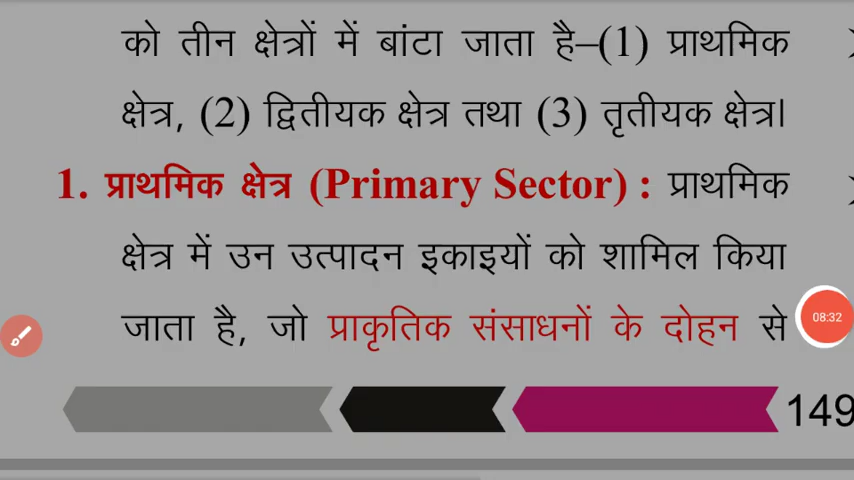 को तीन क्षेत्रों में बांटा जाता है–(1) प्राथमिक
क्षेत्र, (2) द्वितीयक क्षेत्र तथा (3) तृतीयक क्षेत्र।
1. प्राथमिक क्षेत्र (Primary Sector) : प्राथमिक
क्षेत्र में उन उत्पादन इकाइयों को शामिल किया
जाता है, जो प्राकृतिक संसाधनों के दोहन से
08:32
149